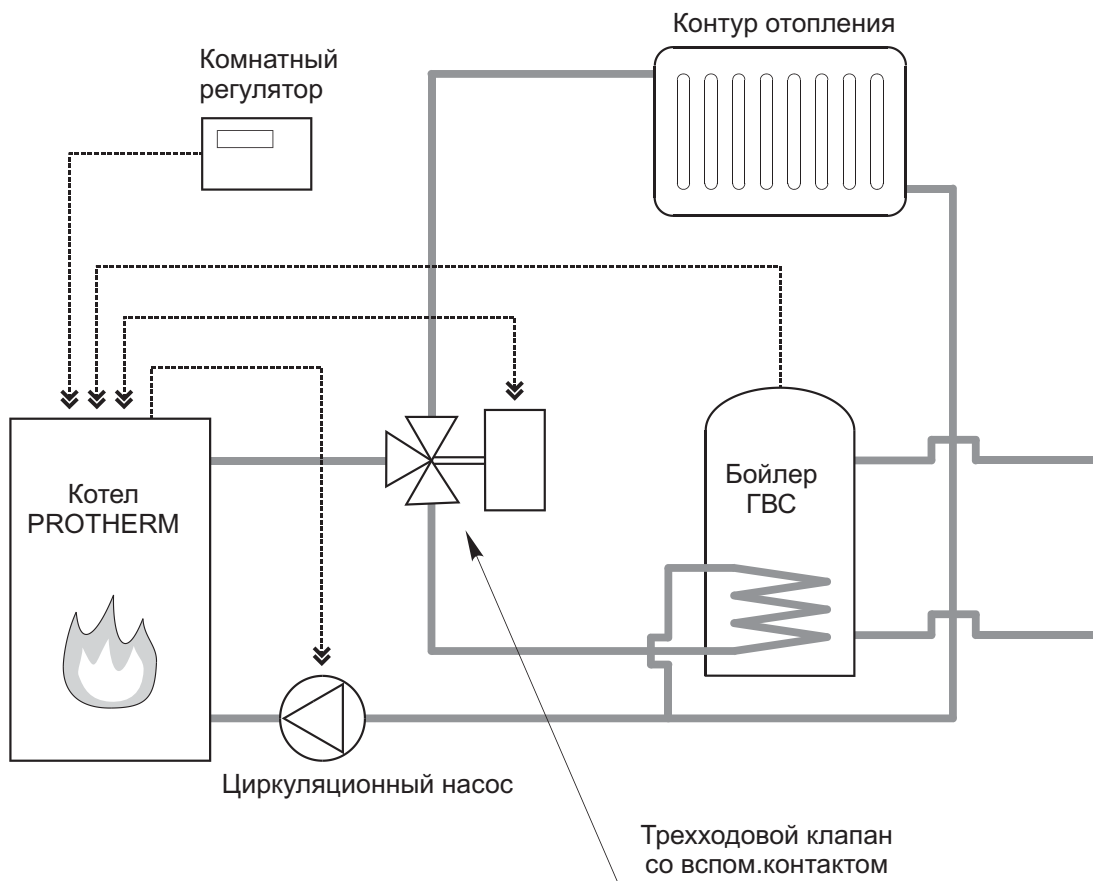 Контур отопления
Комнатный
регулятор
Котел
PROTHERM
Бойлер
ГВС
Циркуляционный насос
Трехходовой клапан
со вспом.контактом